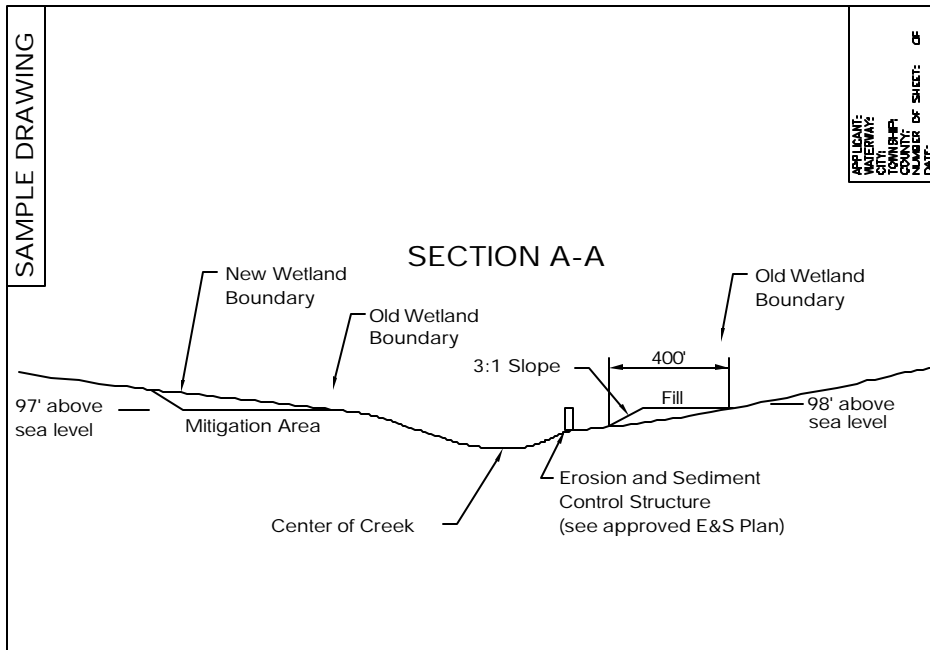 SAMPLE DRAWING
APPLICANT:
WATERWAY:
CITY:
TOWNSHIP:
COUNTY:
NUMBER OF SHEET: OF
DATE:
SECTION A-A
New Wetland
Boundary
Old Wetland
Boundary
Old Wetland
Boundary
3:1 Slope
400'
Fill
97' above
sea level
Mitigation Area
98' above
sea level
Center of Creek
Erosion and Sediment
Control Structure
(see approved E&S Plan)